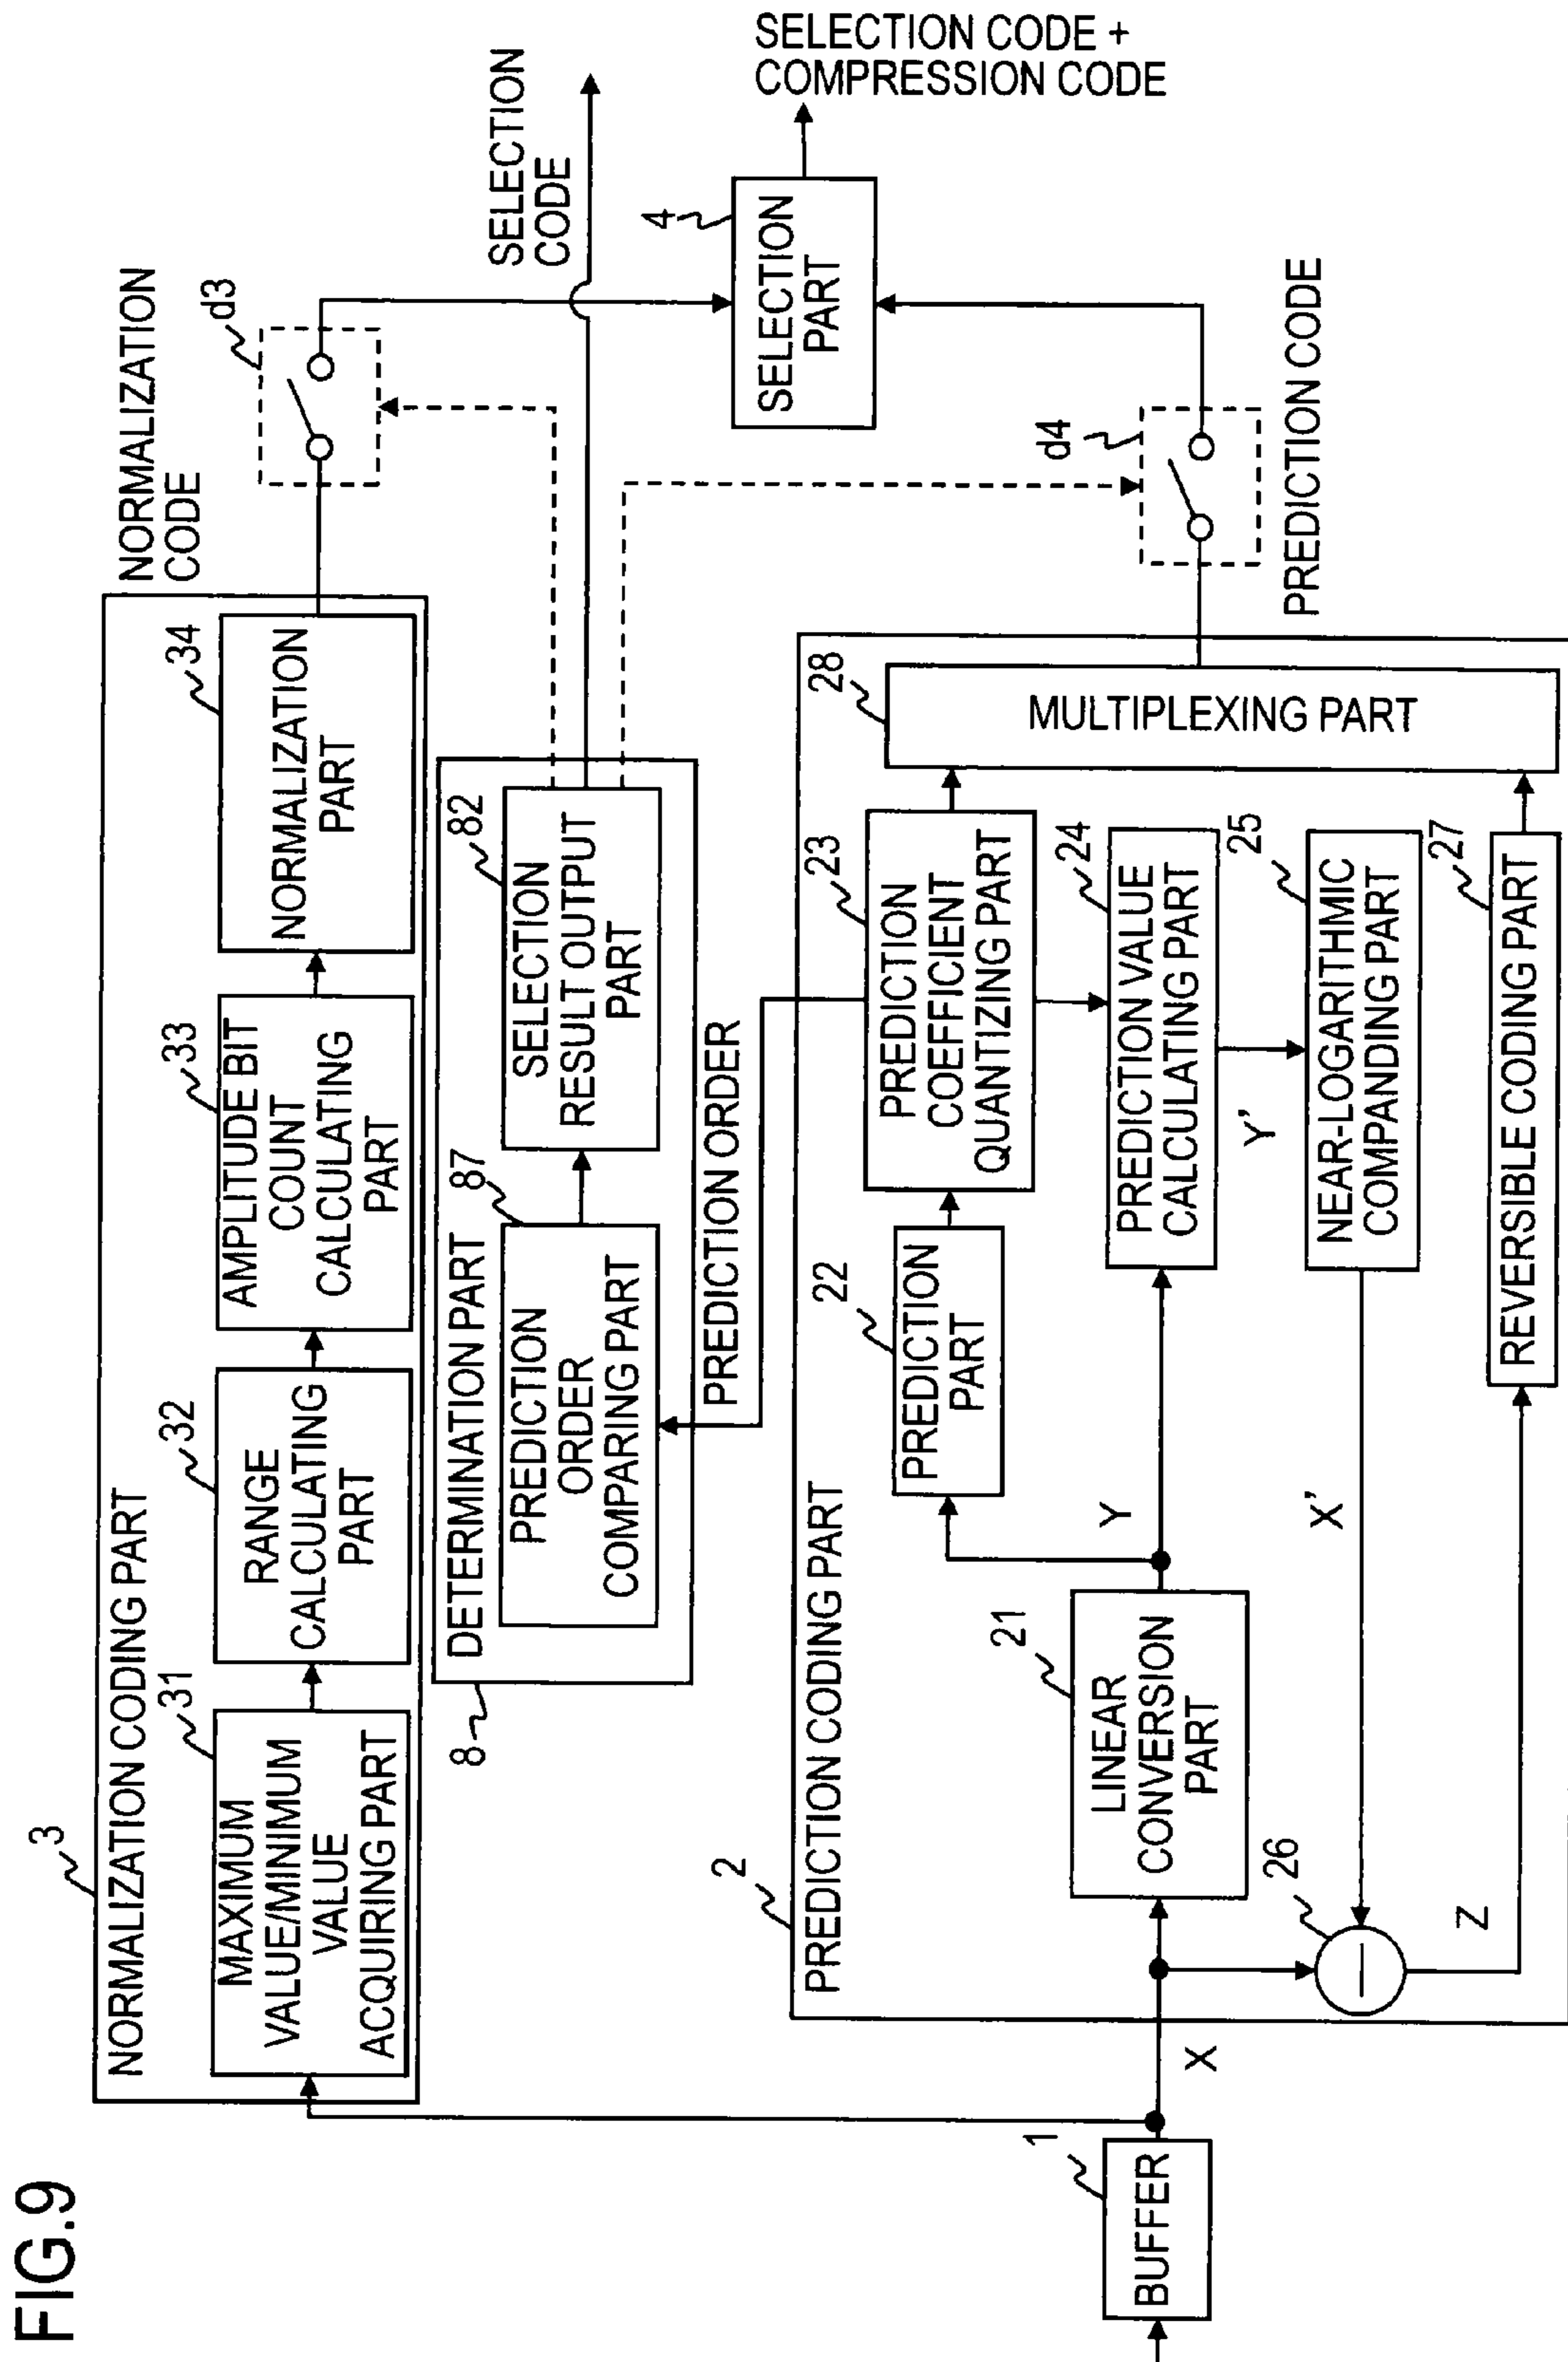 FIG.9
3
NORMALIZATION CODING PART
31
MAXIMUM
VALUE/MINIMUM
VALUE
ACQUIRING PART
32
RANGE
CALCULATING
PART
33
AMPLITUDE BIT
COUNT
CALCULATING
PART
34
NORMALIZATION
PART
NORMALIZATION
CODE
d3
8
DETERMINATION PART
87
PREDICTION
ORDER
COMPARING PART
82
SELECTION
RESULT OUTPUT
PART
SELECTION
CODE
PREDICTION ORDER
4
SELECTION
PART
SELECTION CODE +
COMPRESSION CODE
2
PREDICTION CODING PART
1
BUFFER
X
21
LINEAR
CONVERSION
PART
Y
22
PREDICTION
PART
23
PREDICTION
COEFFICIENT
QUANTIZING PART
24
PREDICTION VALUE
CALCULATING PART
Y'
25
NEAR-LOGARITHMIC
COMPANDING PART
X'
26
Z
27
REVERSIBLE CODING PART
28
MULTIPLEXING PART
d4
PREDICTION CODE